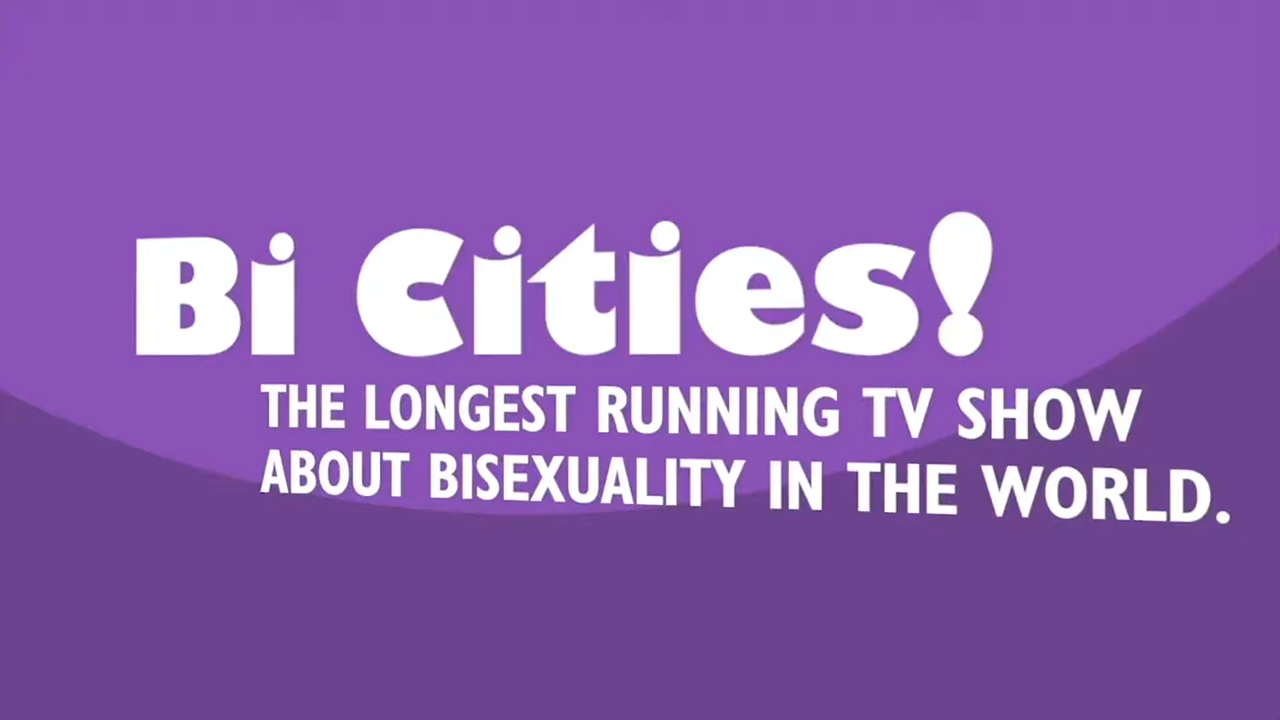 Bi Cities!
THE LONGEST RUNNING TV SHOW
ABOUT BISEXUALITY IN THE WORLD.